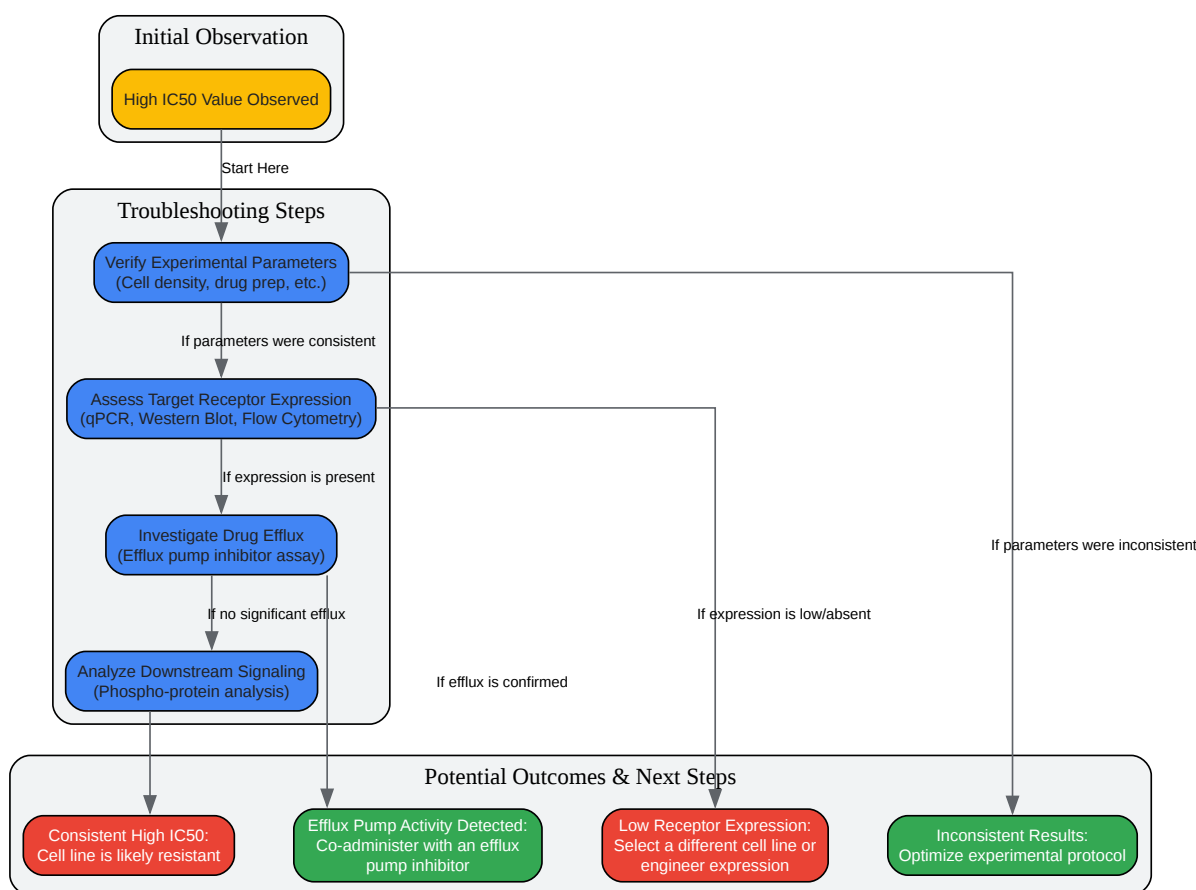 Initial Observation
High IC50 Value Observed
Start Here
Troubleshooting Steps
Verify Experimental Parameters
(Cell density, drug prep, etc.)
If parameters were consistent
Assess Target Receptor Expression
(qPCR, Western Blot, Flow Cytometry)
If expression is present
Investigate Drug Efflux
(Efflux pump inhibitor assay)
If parameters were inconsistent
If no significant efflux
If expression is low/absent
Analyze Downstream Signaling
(Phospho-protein analysis)
If efflux is confirmed
Potential Outcomes & Next Steps
Consistent High IC50:
Cell line is likely resistant
Efflux Pump Activity Detected:
Co-administer with an efflux
pump inhibitor
Low Receptor Expression:
Select a different cell line or
engineer expression
Inconsistent Results:
Optimize experimental protocol